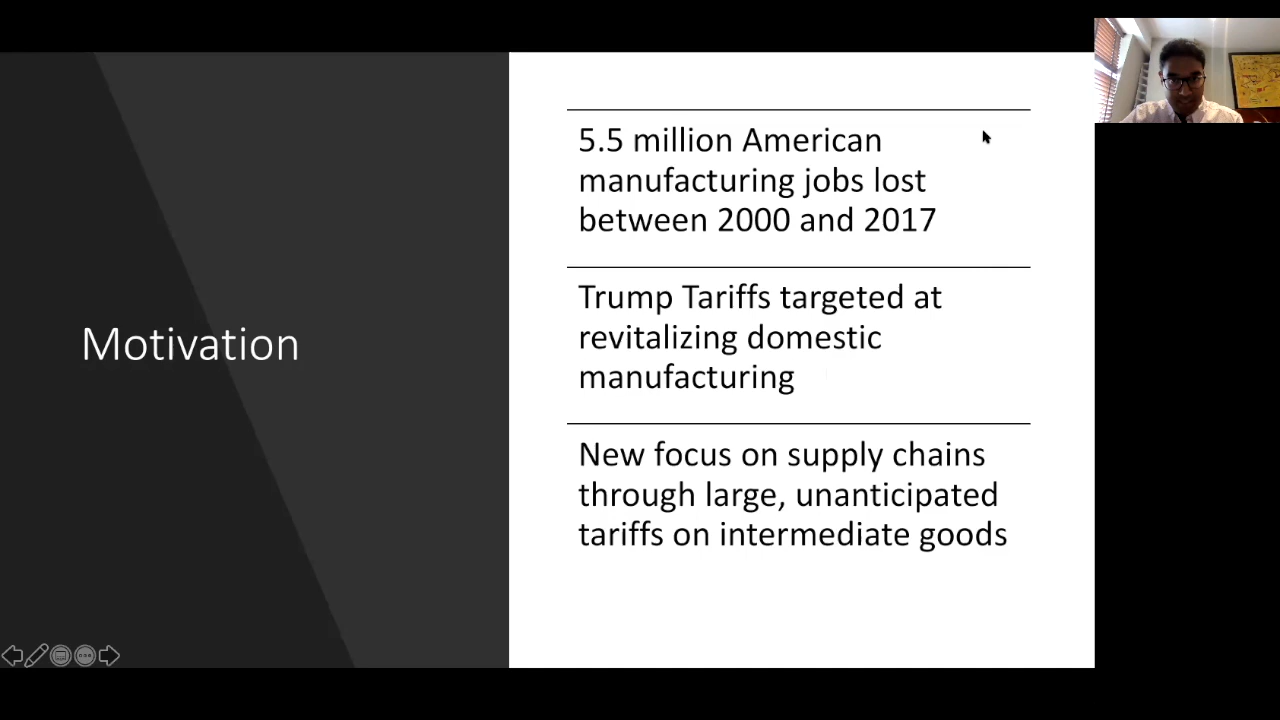 Motivation
5.5 million American
manufacturing jobs lost
between 2000 and 2017
Trump Tariffs targeted at
revitalizing domestic
manufacturing
New focus on supply chains
through large, unanticipated
tariffs on intermediate goods